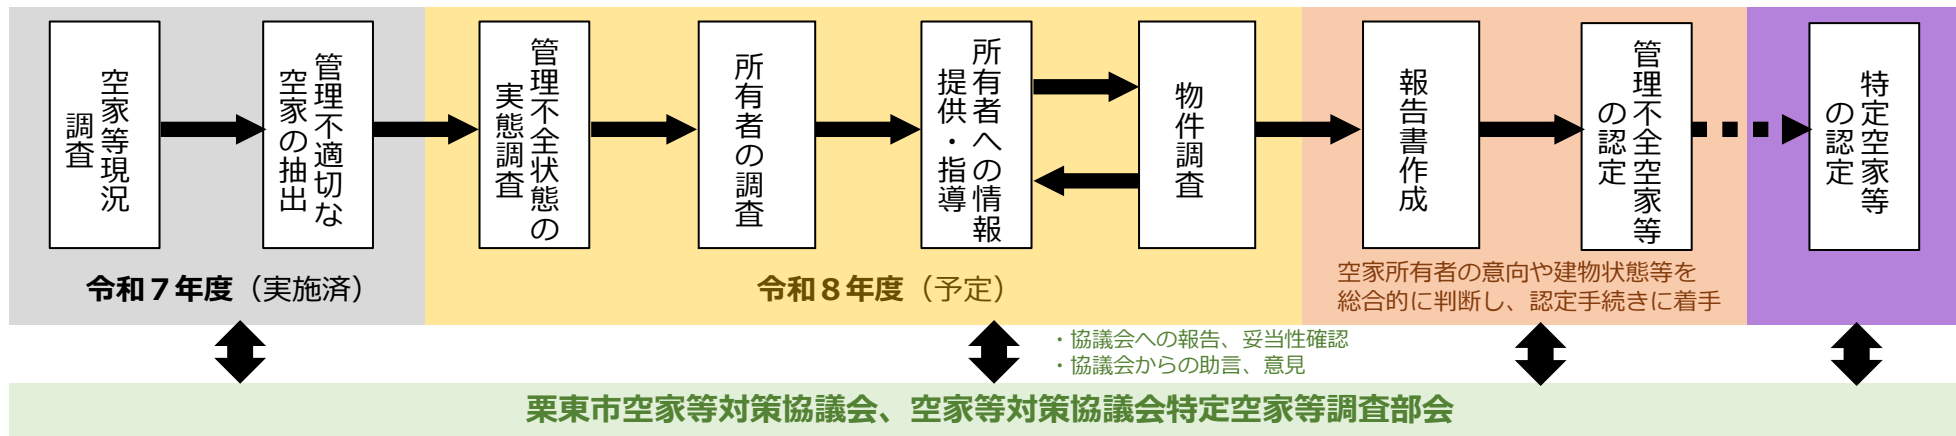 空家等現況
調査
管理不適切な
空家の抽出
管理不全状態の
実態調査
所有者の調査
所有者への情報
提供・指導
物件調査
報告書作成
管理不全空家等
の認定
特定空家等
の認定
令和７年度（実施済）
令和８年度（予定）
空家所有者の意向や建物状態等を
総合的に判断し、認定手続きに着手
・協議会への報告、妥当性確認
・協議会からの助言、意見
栗東市空家等対策協議会、空家等対策協議会特定空家等調査部会